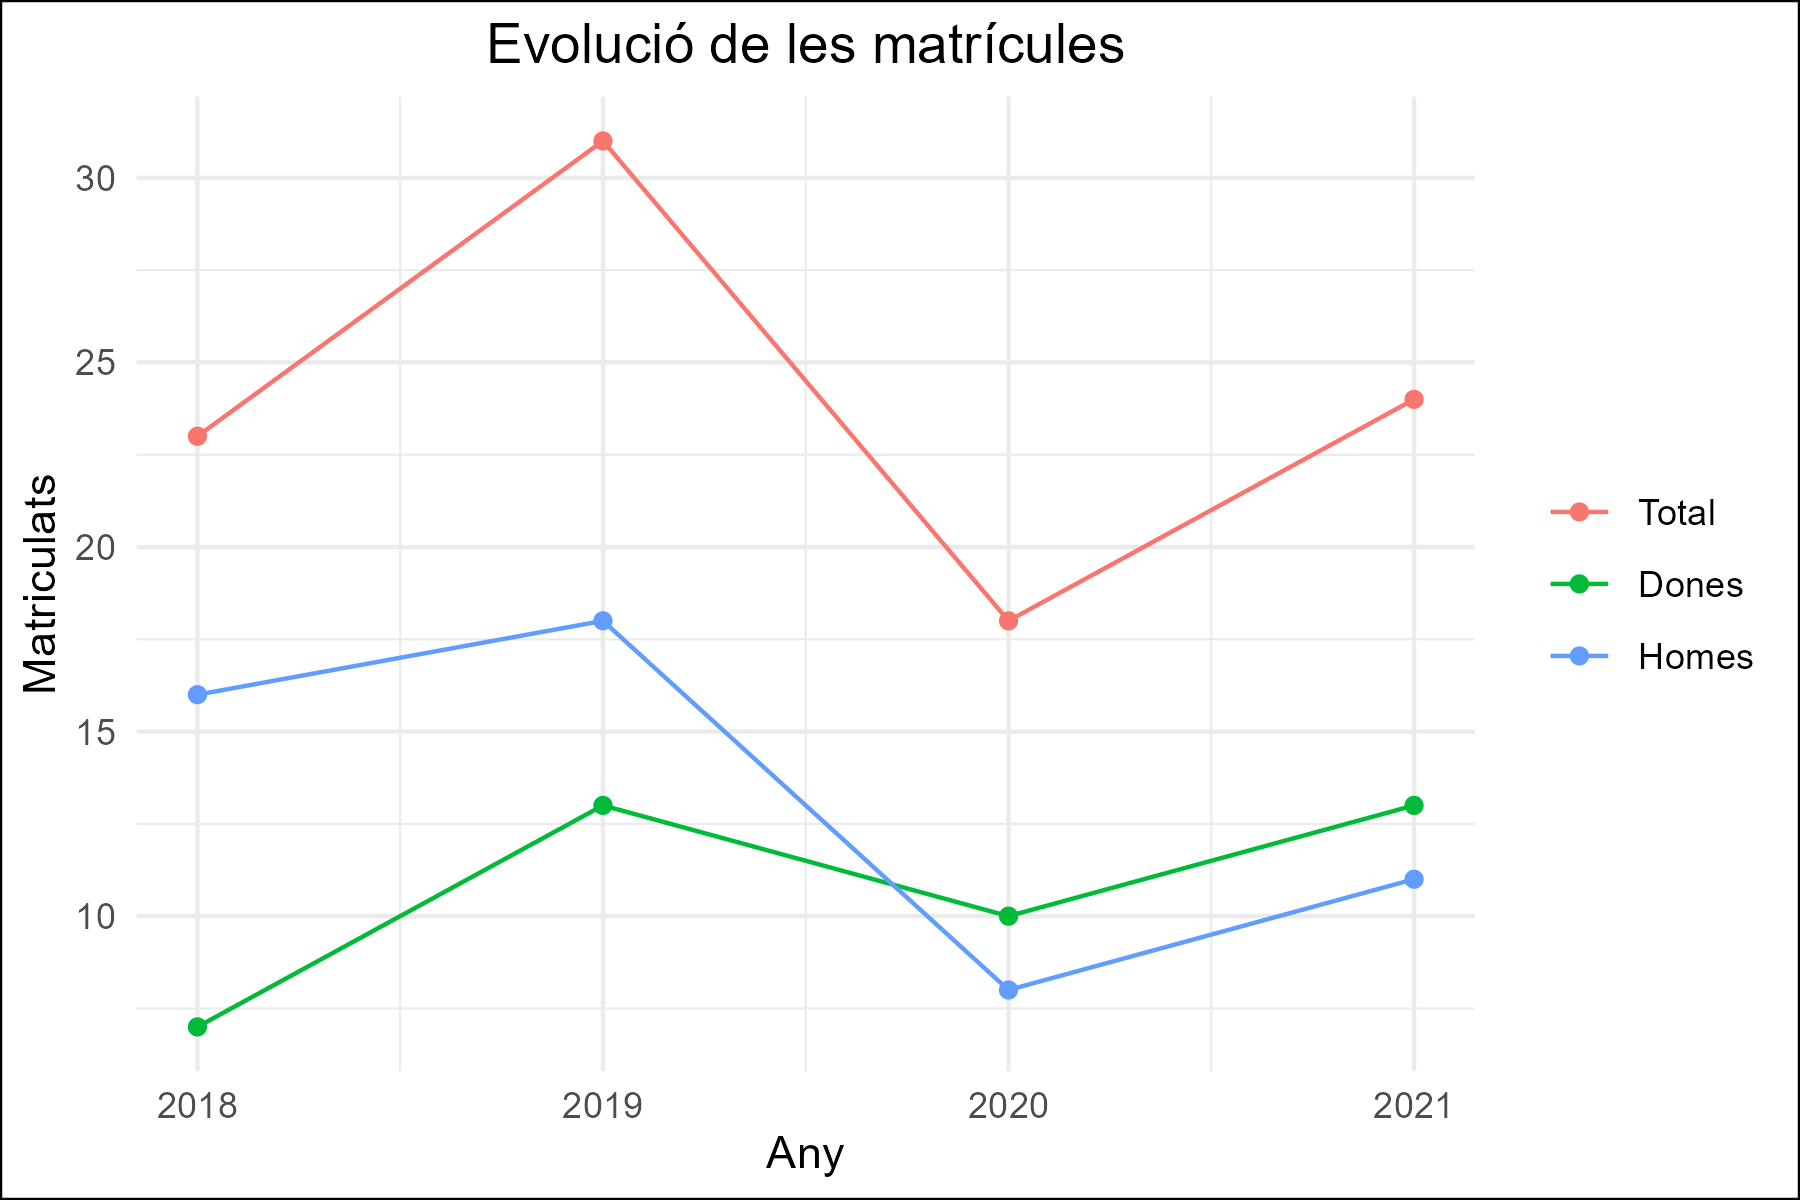 Evolució de les matrícules
Matriculats
30
25
20
15
10
2018 2019 2020 2021
Any
Total
Dones
Homes